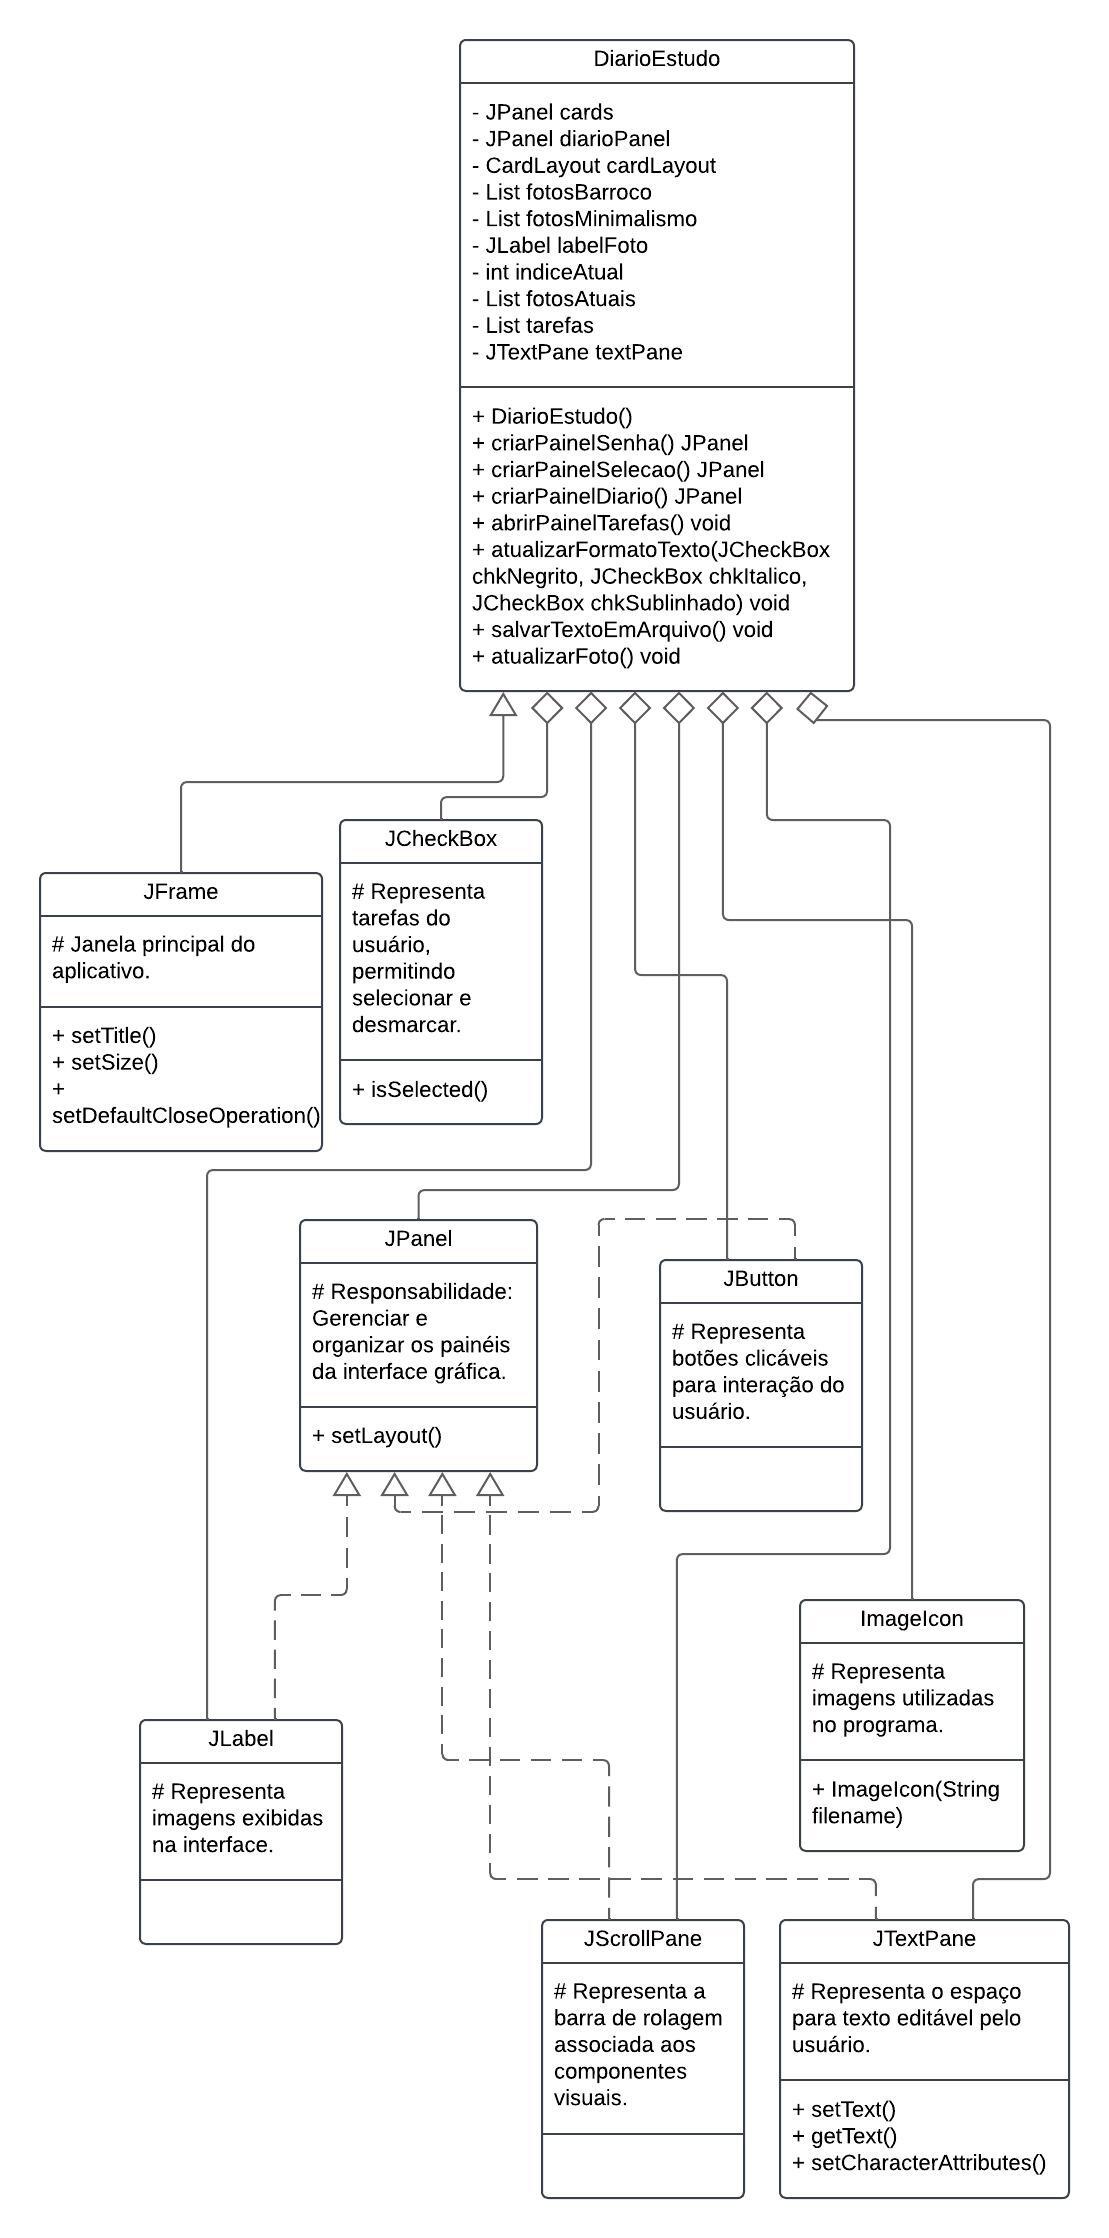 DiarioEstudo
- JPanel cards
- JPanel diarioPanel
- CardLayout cardLayout
- List fotosBarroco
- List fotosMinimalismo
- JLabel labelFoto
- int indiceAtual
- List fotosAtuais
- List tarefas
- JTextPane textPane
+ DiarioEstudo()
+ criarPainelSenha() JPanel
+ criarPainelSelecao() JPanel
+ criarPainelDiario() JPanel
+ abrirPainelTarefas() void
+ atualizarFormatoTexto(JCheckBox
chkNegrito, JCheckBox chkItalico,
JCheckBox chkSublinhado) void
+ salvarTextoEmArquivo() void
+ atualizarFoto() void
JCheckBox
# Representa
tarefas do
usuário,
permitindo
selecionar e
desmarcar.
+ isSelected()
JFrame
# Janela principal do
aplicativo.
+ setTitle()
+ setSize()
+
setDefaultCloseOperation()
JPanel
# Responsabilidade:
Gerenciar e
organizar os painéis
da interface gráfica.
+ setLayout()
JButton
# Representa
botões clicáveis
para interação do
usuário.
ImageIcon
# Representa
imagens utilizadas
no programa.
+ ImageIcon(String
filename)
JLabel
# Representa
imagens exibidas
na interface.
JScrollPane
# Representa a
barra de rolagem
associada aos
componentes
visuais.
JTextPane
# Representa o espaço
para texto editável pelo
usuário.
+ setText()
+ getText()
+ setCharacterAttributes()